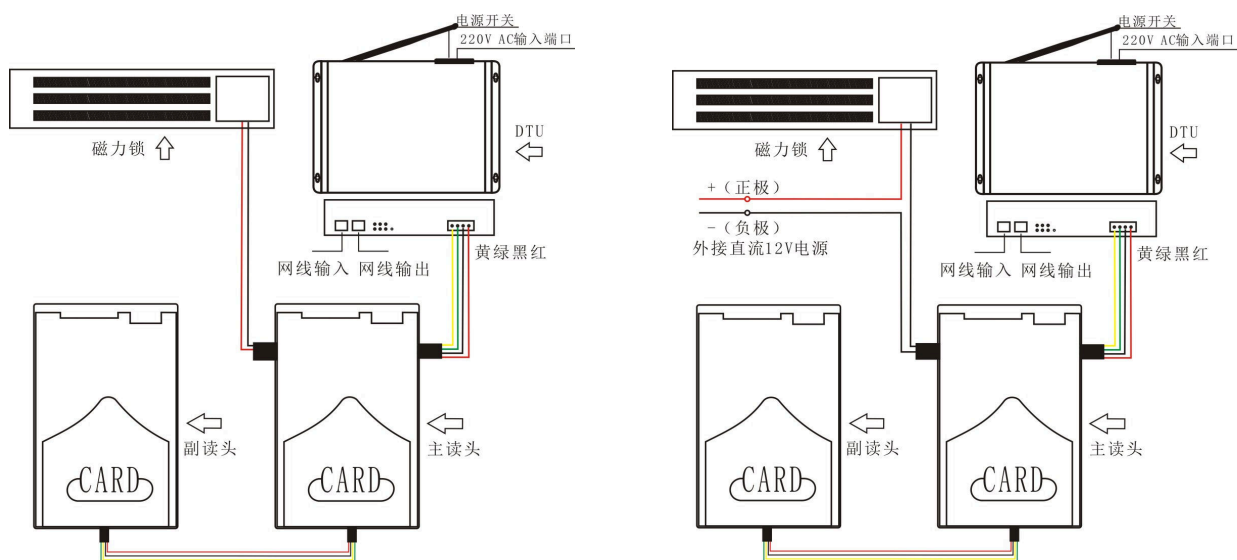 电源开关
220V AC输入端口
磁力锁
DTU
网线输入 网线输出
黄绿黑红
副读头
主读头
CARD
CARD
电源开关
220V AC输入端口
磁力锁
DTU
+（正极）
-（负极）
外接直流12V电源
网线输入 网线输出
黄绿黑红
副读头
主读头
CARD
CARD